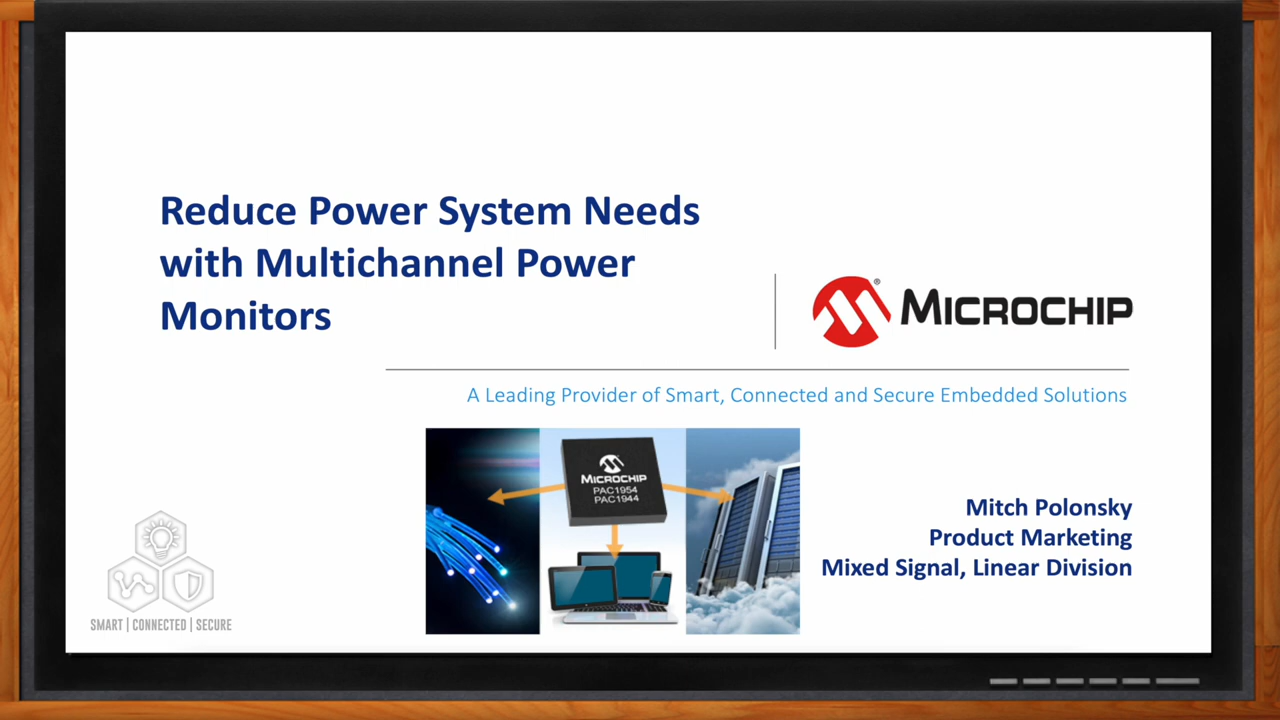 Reduce Power System Needs
with Multichannel Power
Monitors
MICROCHIP®
A Leading Provider of Smart, Connected and Secure Embedded Solutions
MICROCHIP
PAC1954
PAC1944
Mitch Polonsky
Product Marketing
Mixed Signal, Linear Division
SMART | CONNECTED | SECURE